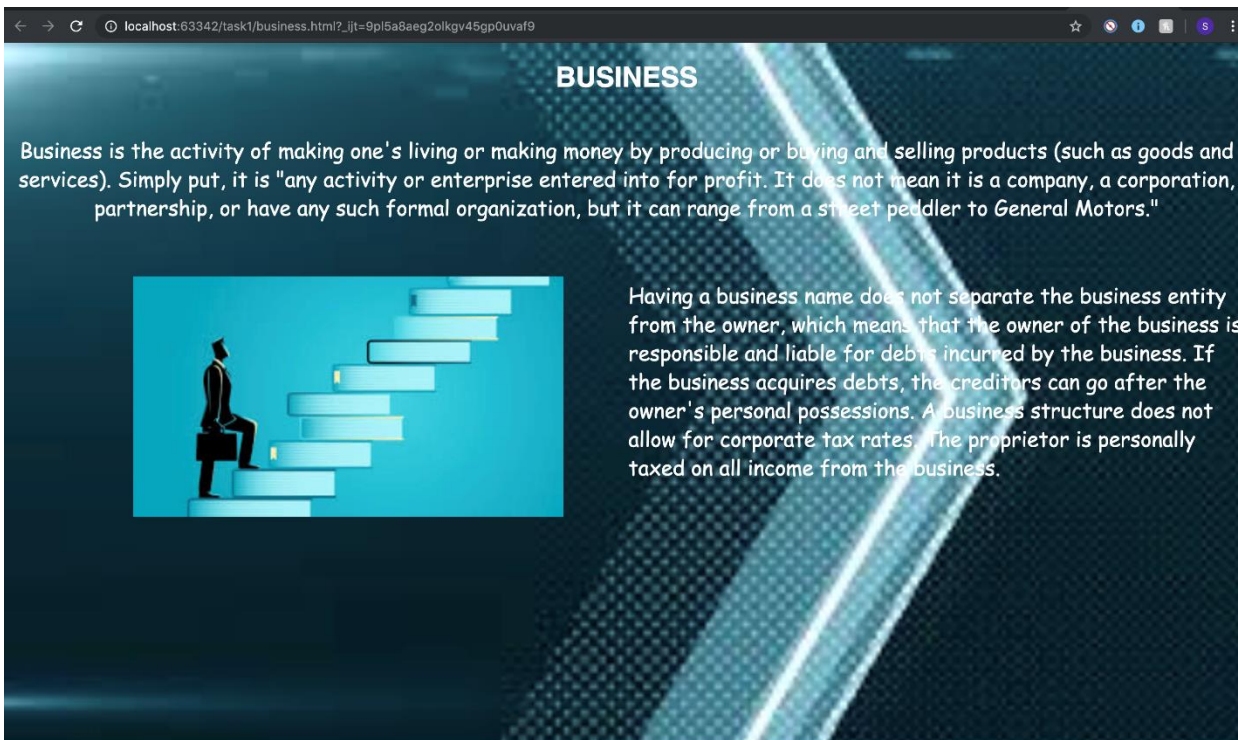 localhost:63342/task1/business.html?_ijt=9pl5a8aeg2olkgv45gp0uvaf9
S
BUSINESS
Business is the activity of making one's living or making money by producing or buying and selling products (such as goods and
services). Simply put, it is "any activity or enterprise entered into for profit. It does not mean it is a company, a corporation,
partnership, or have any such formal organization, but it can range from a street peddler to General Motors."
Having a business name does not separate the business entity
from the owner, which means that the owner of the business is
responsible and liable for debts incurred by the business. If
the business acquires debts, the creditors can go after the
owner's personal possessions. A business structure does not
allow for corporate tax rates. The proprietor is personally
taxed on all income from the business.